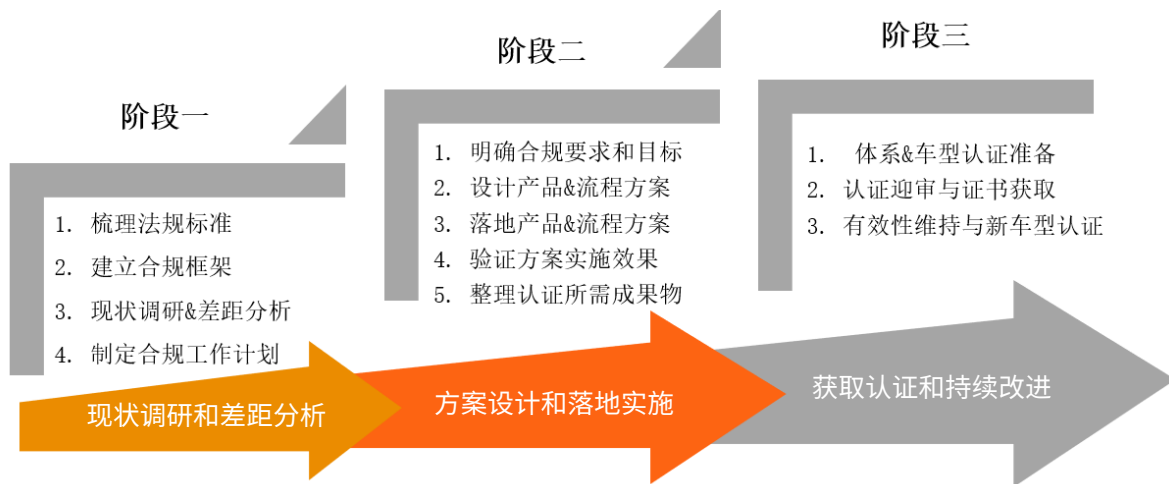 阶段一
1. 梳理法规标准
2. 建立合规框架
3. 现状调研&差距分析
4. 制定合规工作计划
现状调研和差距分析
阶段二
1. 明确合规要求和目标
2. 设计产品&流程方案
3. 落地产品&流程方案
4. 验证方案实施效果
5. 整理认证所需成果物
方案设计和落地实施
阶段三
1. 体系&车型认证准备
2. 认证迎审与证书获取
3. 有效性维持与新车型认证
获取认证和持续改进